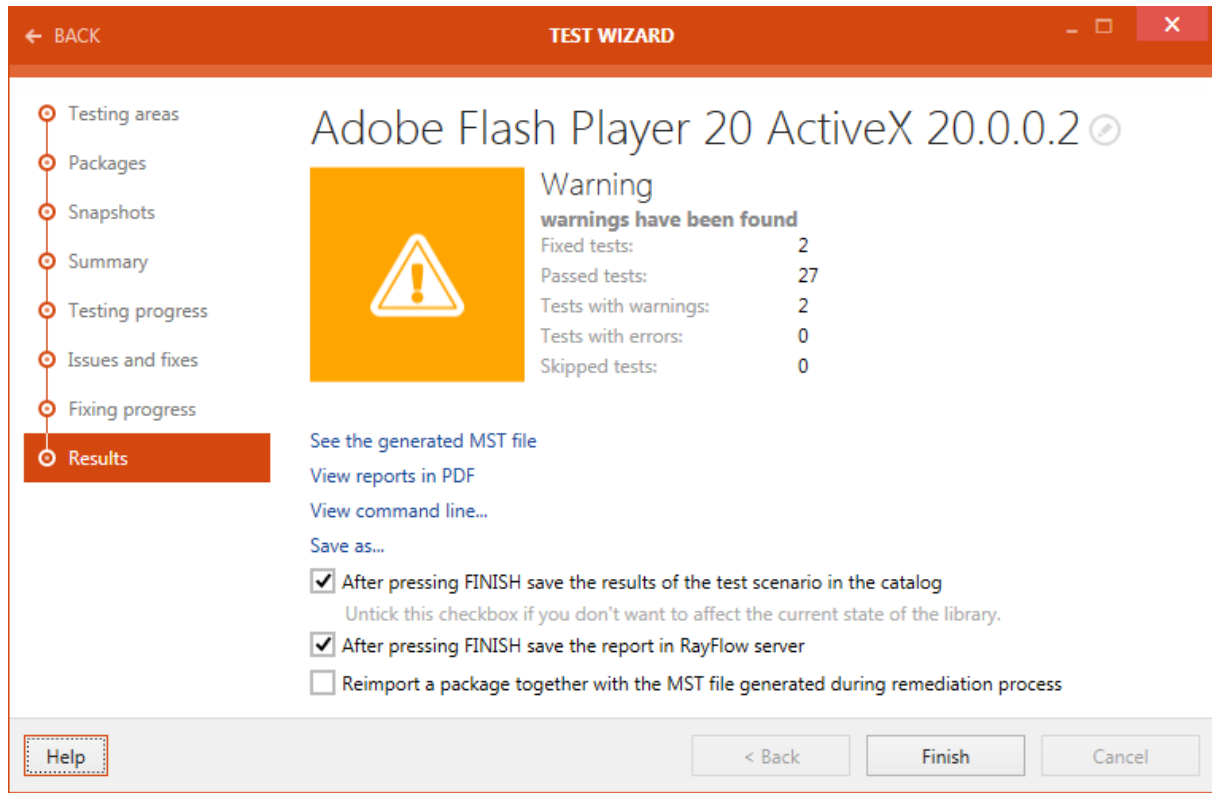 BACK
TEST WIZARD
Testing areas
Packages
Snapshots
Summary
Testing progress
Issues and fixes
Fixing progress
Results
Adobe Flash Player 20 ActiveX 20.0.0.2
Warning
warnings have been found
Fixed tests: 2
Passed tests: 27
Tests with warnings: 2
Tests with errors: 0
Skipped tests: 0
See the generated MST file
View reports in PDF
View command line...
Save as...
After pressing FINISH save the results of the test scenario in the catalog
Untick this checkbox if you don't want to affect the current state of the library.
After pressing FINISH save the report in RayFlow server
Reimport a package together with the MST file generated during remediation process
Help
< Back
Finish
Cancel